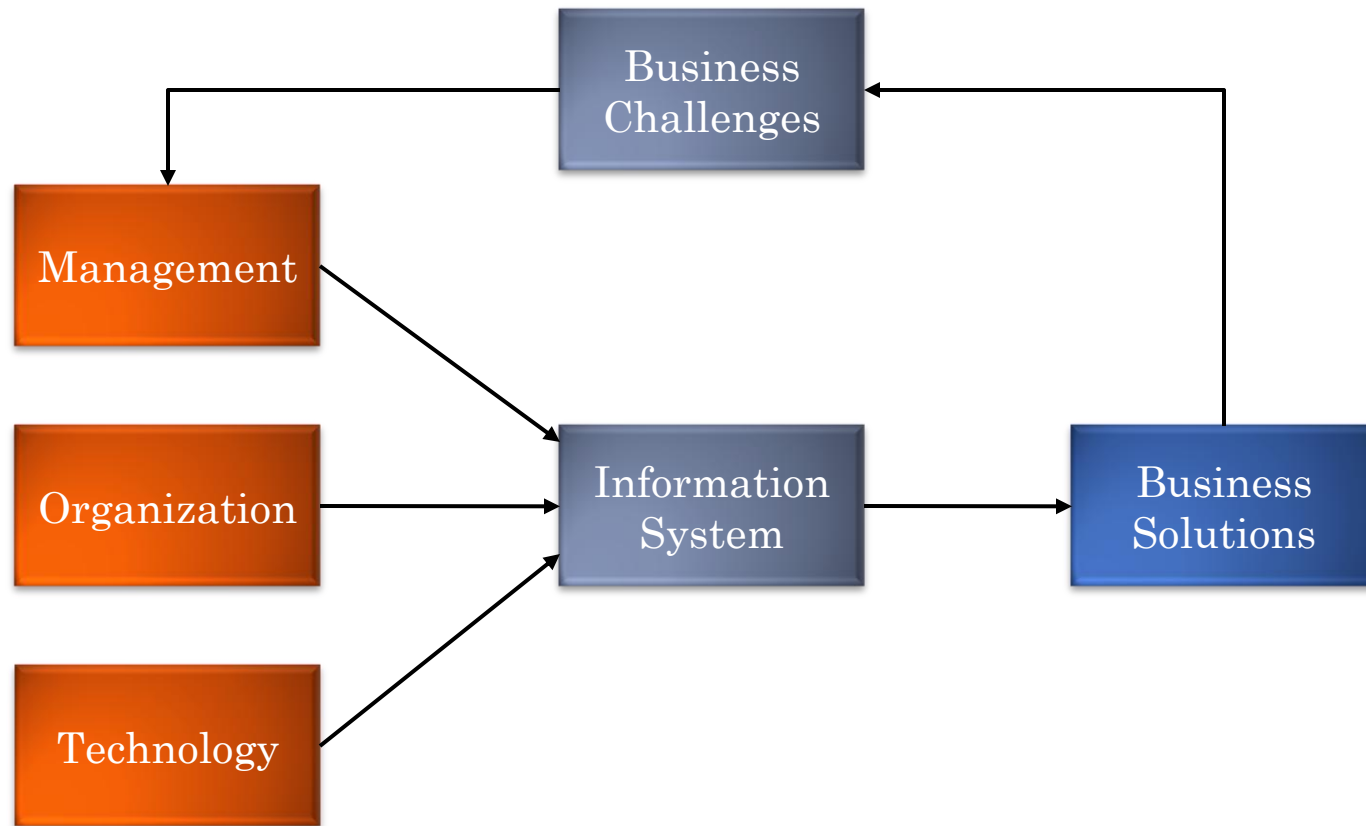 Business
Challenges
Management
Organization
Information
System
Business
Solutions
Technology